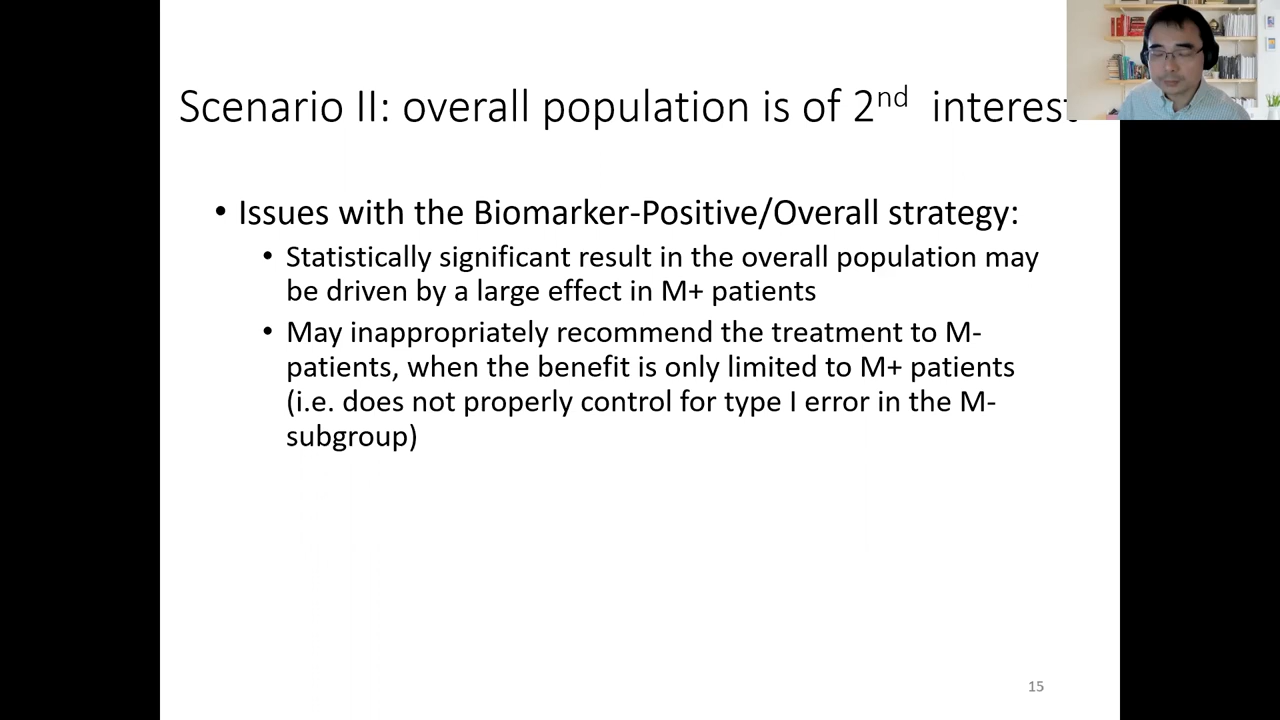 Scenario II: overall population is of 2nd interest
• Issues with the Biomarker-Positive/Overall strategy:
• Statistically significant result in the overall population may
be driven by a large effect in M+ patients
• May inappropriately recommend the treatment to M-
patients, when the benefit is only limited to M+ patients
(i.e. does not properly control for type I error in the M-
subgroup)
15